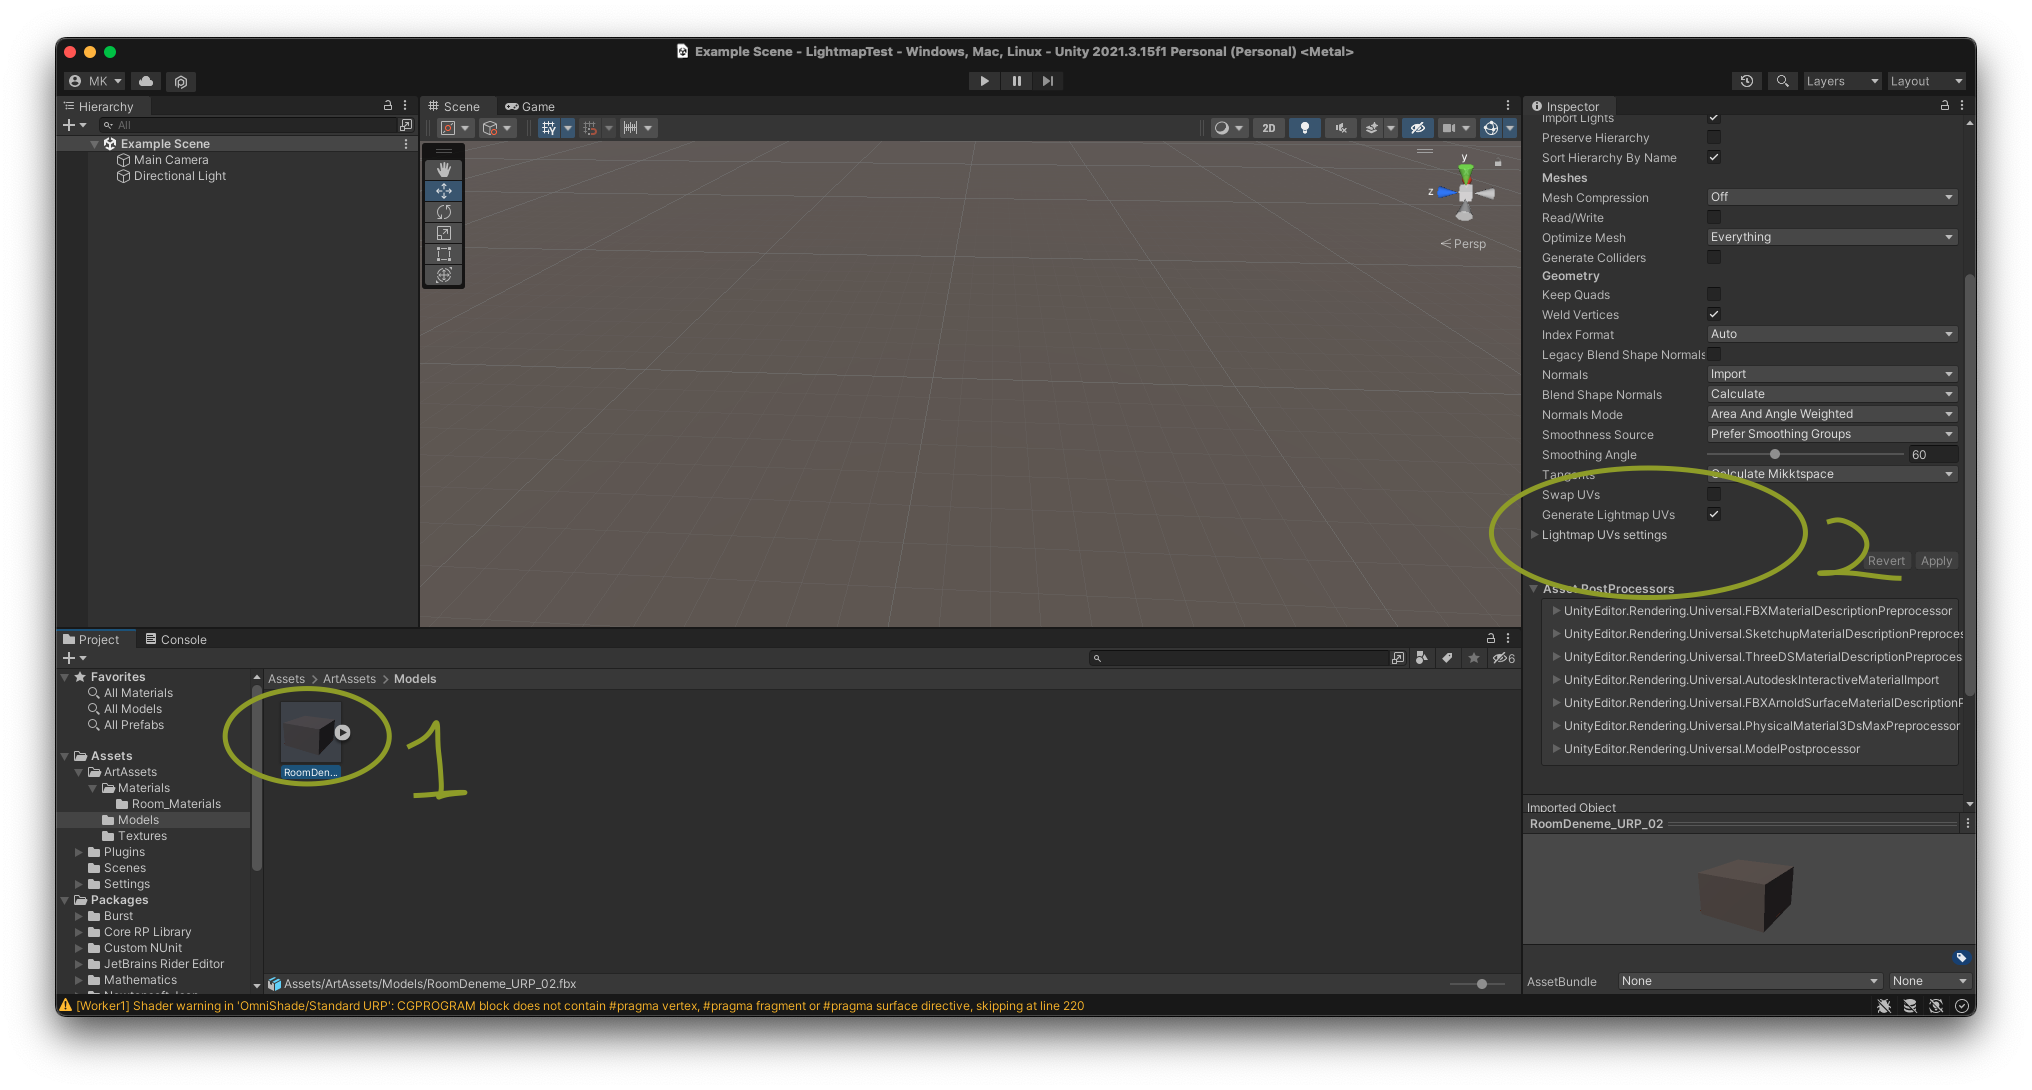 Example Scene - LightmapTest - Windows, Mac, Linux - Unity 2021.3.15f1 Personal (Personal) <Metal>
MK
Layers
Layout
Hierarchy
All
Example Scene
Main Camera
Directional Light
Scene
Game
2D
y
z
Persp
Inspector
Import Lights
Preserve Hierarchy
Sort Hierarchy By Name
Meshes
Mesh Compression Off
Read/Write
Optimize Mesh Everything
Generate Colliders
Geometry
Keep Quads
Weld Vertices
Index Format Auto
Legacy Blend Shape Normals
Normals Import
Blend Shape Normals Calculate
Normals Mode Area And Angle Weighted
Smoothness Source Prefer Smoothing Groups
Smoothing Angle 60
Tangents Calculate Mikktspace
Swap UVs
Generate Lightmap UVs
Lightmap UVs settings
2
Revert Apply
Asset PostProcessors
UnityEditor.Rendering.Universal.FBXMaterialDescriptionPreprocessor
UnityEditor.Rendering.Universal.SketchupMaterialDescriptionPreproces
UnityEditor.Rendering.Universal.ThreeDSMaterialDescriptionPreproces
UnityEditor.Rendering.Universal.AutodeskInteractiveMaterialImport
UnityEditor.Rendering.Universal.FBXArnoldSurfaceMaterialDescriptionP
UnityEditor.Rendering.Universal.PhysicalMaterial3DsMaxPreprocessor
UnityEditor.Rendering.Universal.ModelPostprocessor
Imported Object
RoomDeneme_URP_02
AssetBundle None None
Project
Console
6
Favorites
All Materials
All Models
All Prefabs
Assets
ArtAssets
Materials
Room_Materials
Models
Textures
Plugins
Scenes
Settings
Packages
Burst
Core RP Library
Custom NUnit
JetBrains Rider Editor
Mathematics
Assets > ArtAssets > Models
RoomDen...
1
Assets/ArtAssets/Models/RoomDeneme_URP_02.fbx
[Worker1] Shader warning in 'OmniShade/Standard URP': CGPROGRAM block does not contain #pragma vertex, #pragma fragment or #pragma surface directive, skipping at line 220